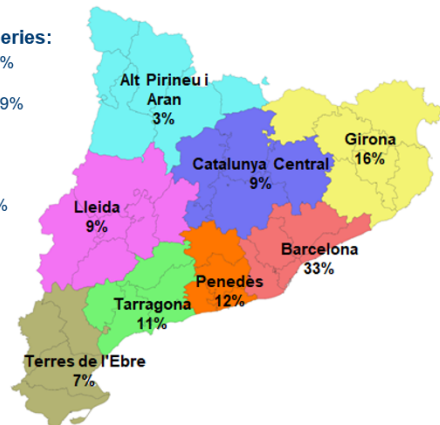 eries:
%
9%
%
Alt Pirineu i
Aran
3%
Girona
16%
Catalunya Central
9%
Lleida
9%
Barcelona
33%
Penedès
12%
Tarragona
11%
Terres de l'Ebre
7%